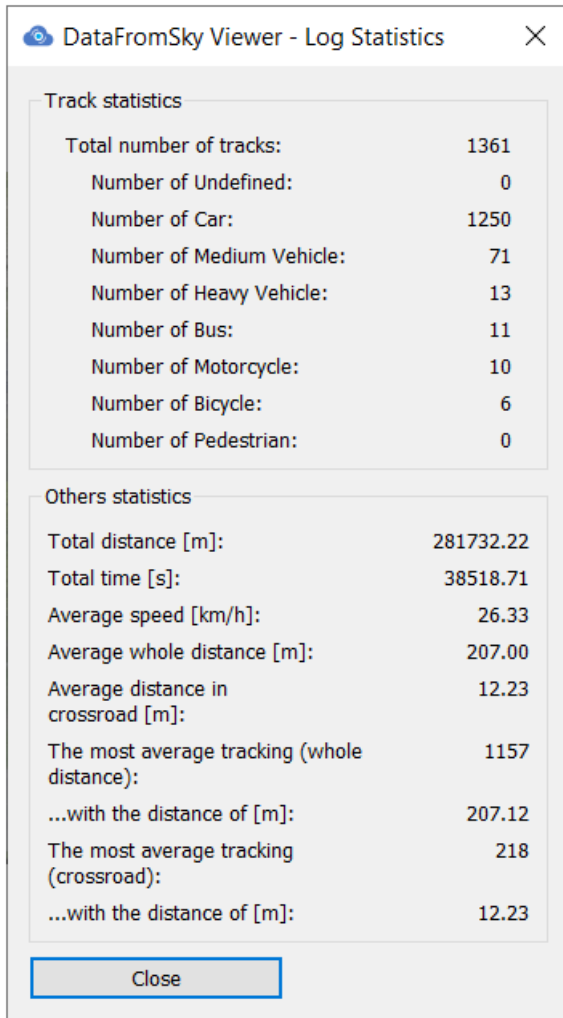 DataFromSky Viewer - Log Statistics
Track statistics
Total number of tracks: 1361
Number of Undefined: 0
Number of Car: 1250
Number of Medium Vehicle: 71
Number of Heavy Vehicle: 13
Number of Bus: 11
Number of Motorcycle: 10
Number of Bicycle: 6
Number of Pedestrian: 0
Others statistics
Total distance [m]: 281732.22
Total time [s]: 38518.71
Average speed [km/h]: 26.33
Average whole distance [m]: 207.00
Average distance in 12.23
crossroad [m]:
The most average tracking (whole 1157
distance):
...with the distance of [m]: 207.12
The most average tracking 218
(crossroad):
...with the distance of [m]: 12.23
Close